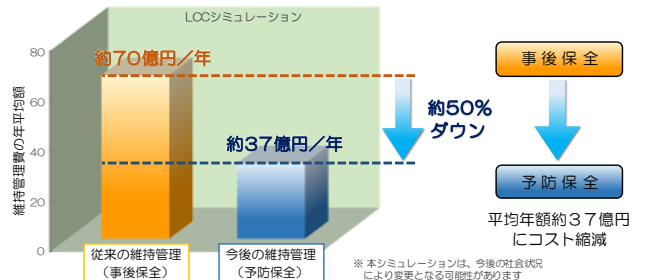 LCCシミュレーション
維持管理費の年平均額
80
60
40
20
0
約70億円／年
約37億円／年
約50%
ダウン
従来の維持管理
（事後保全）
今後の維持管理
（予防保全）
事後保全
予防保全
平均年額約３７億円
にコスト縮減
※ 本シミュレーションは、今後の社会状況
により変更となる可能性があります